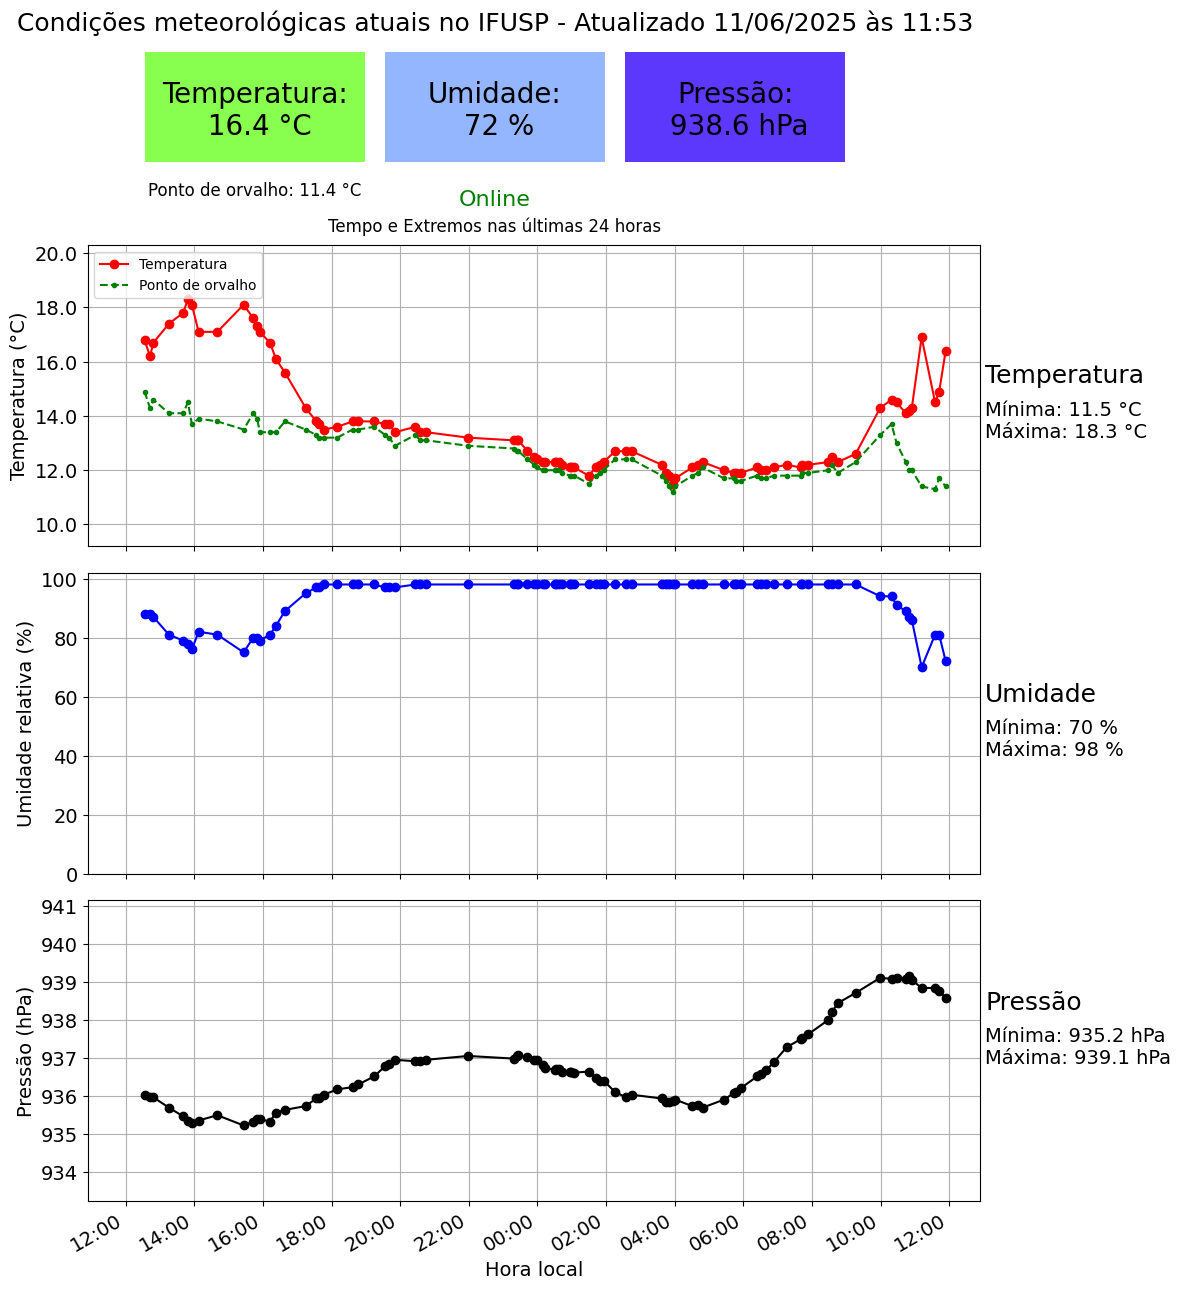 Condições meteorológicas atuais no IFUSP - Atualizado 11/06/2025 às 11:53
Temperatura:
16.4 °C
Umidade:
72 %
Pressão:
938.6 hPa
Ponto de orvalho: 11.4 °C
Online
Tempo e Extremos nas últimas 24 horas
Temperatura (°C)
20.0
18.0
16.0
14.0
12.0
10.0
Temperatura
Ponto de orvalho
Temperatura
Mínima: 11.5 °C
Máxima: 18.3 °C
Umidade relativa (%)
100
80
60
40
20
0
Umidade
Mínima: 70 %
Máxima: 98 %
Pressão (hPa)
941
940
939
938
937
936
935
934
Pressão
Mínima: 935.2 hPa
Máxima: 939.1 hPa
12:00 14:00 16:00 18:00 20:00 22:00 00:00 02:00 04:00 06:00 08:00 10:00 12:00
Hora local